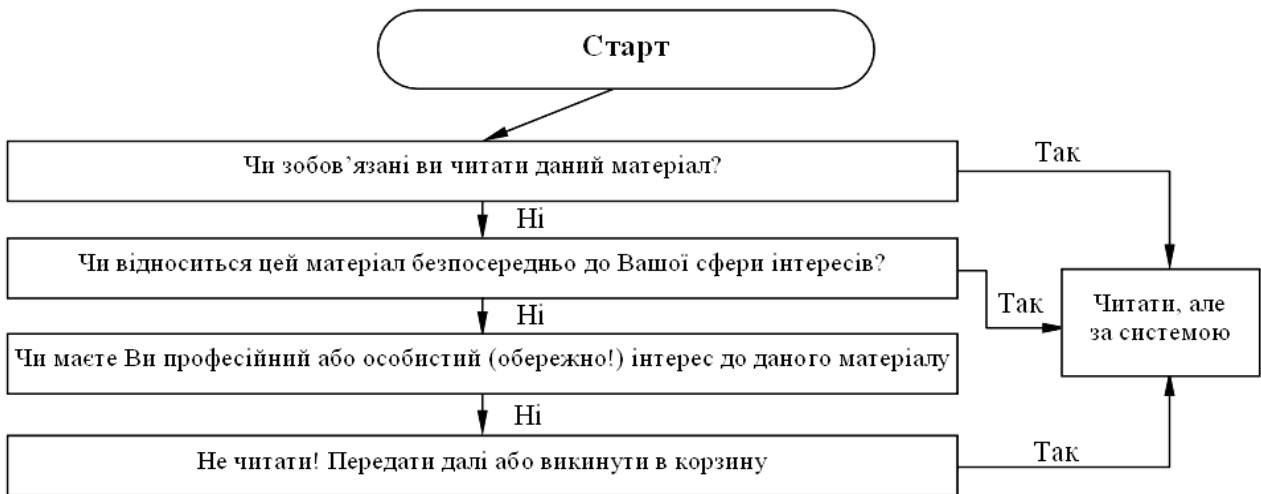 Старт
Чи зобов’язані ви читати даний матеріал?
Так
Ні
Чи відноситься цей матеріал безпосередньо до Вашої сфери інтересів?
Так
Читати, але
за системою
Ні
Чи маєте Ви професійний або особистий (обережно!) інтерес до даного матеріалу
Ні
Не читати! Передати далі або викинути в корзину
Так